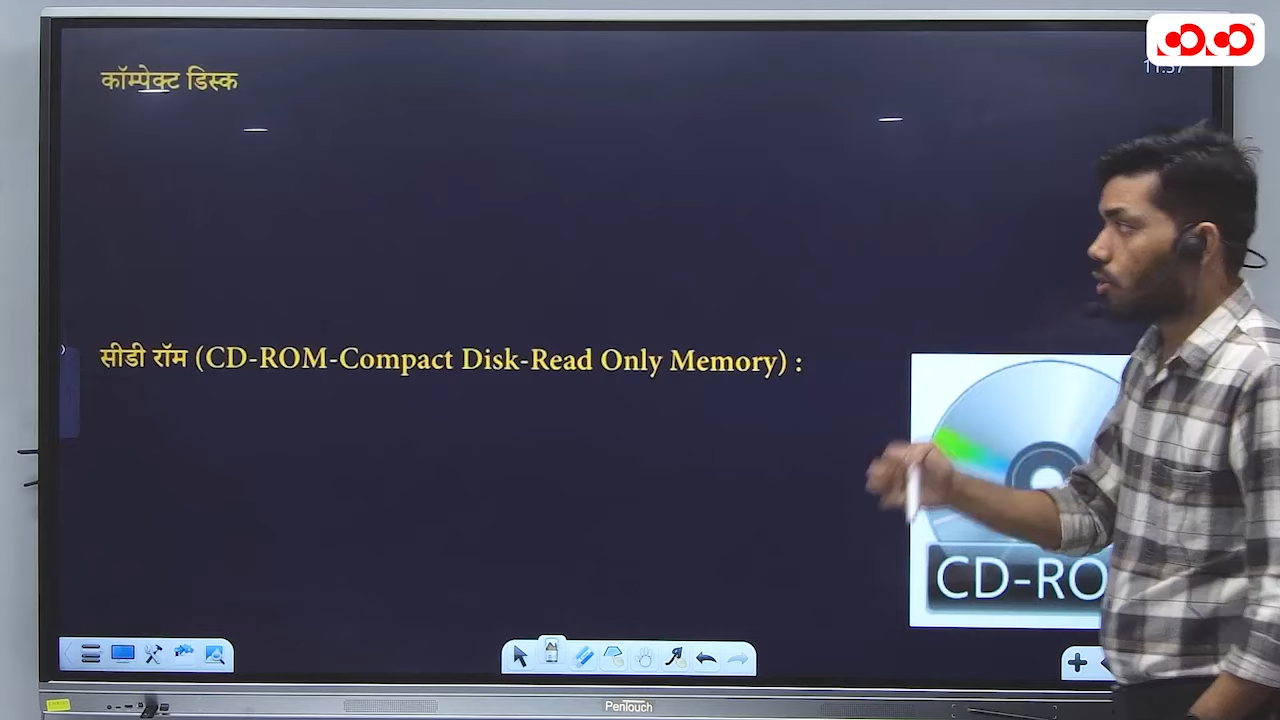 कॉम्पेक्ट डिस्क
सीडी रॉम (CD-ROM-Compact Disk-Read Only Memory) :
CD-RO
PenTouch